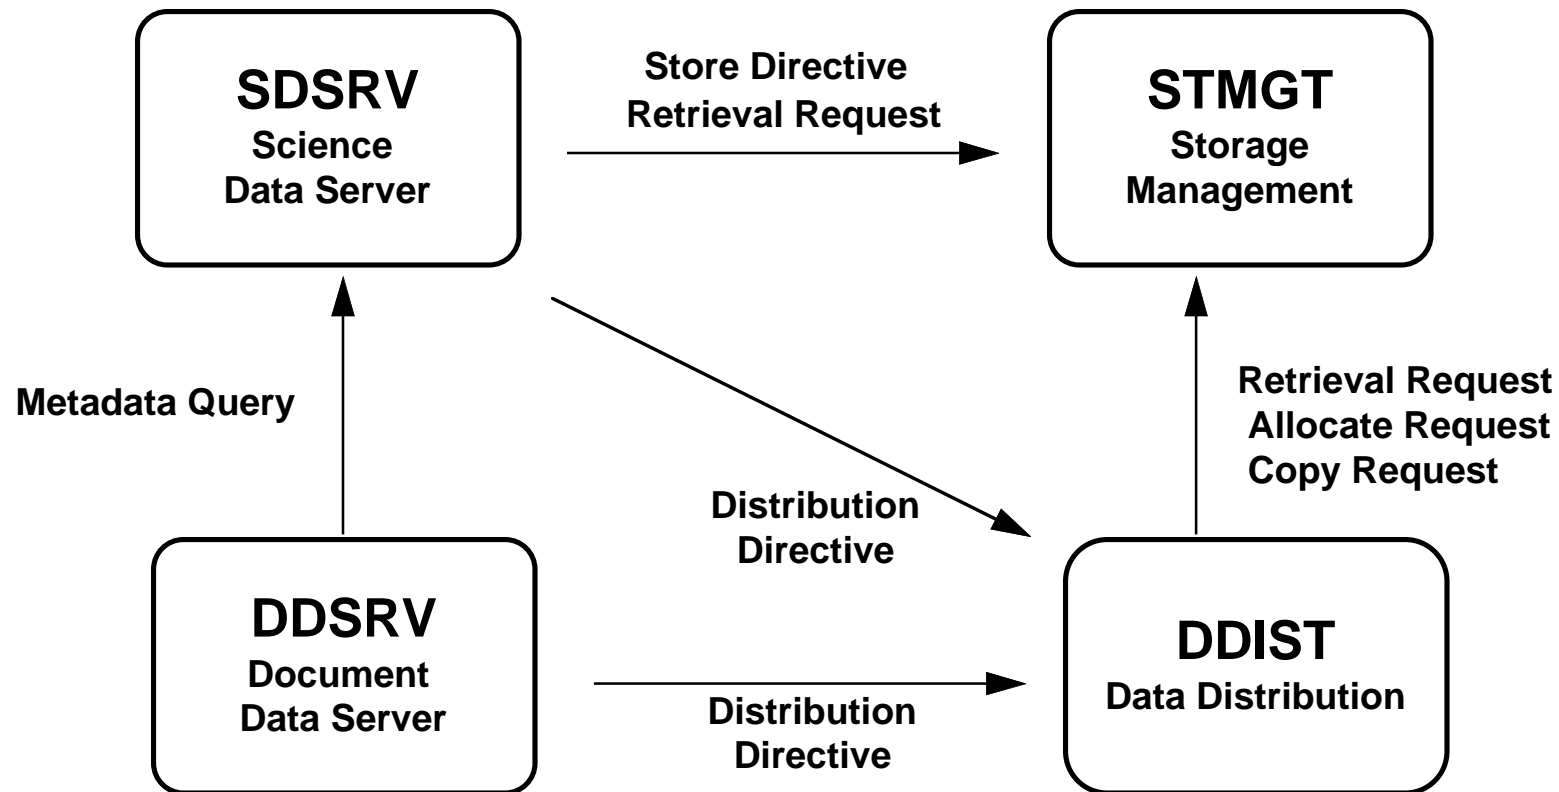 SDSRV
Science
Data Server
Store Directive
Retrieval Request
STMGT
Storage
Management
Metadata Query
Distribution
Directive
Retrieval Request
Allocate Request
Copy Request
DDSRV
Document
Data Server
Distribution
Directive
DDIST
Data Distribution